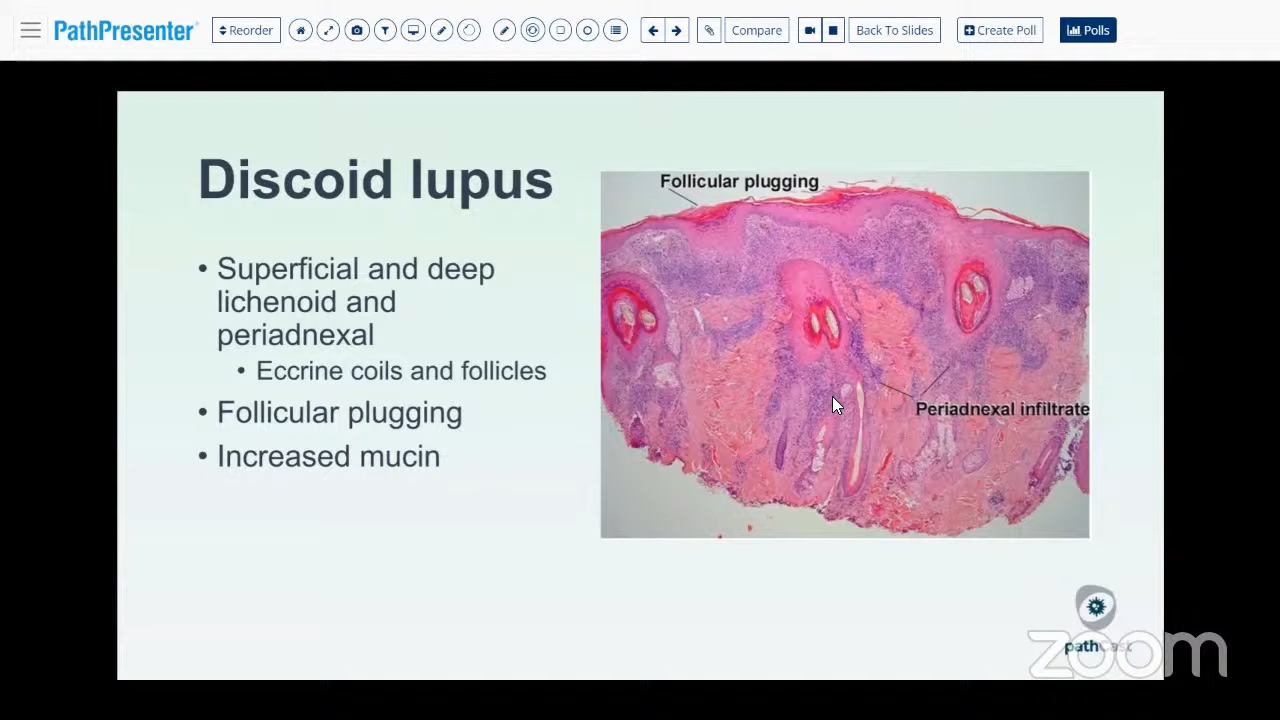 PathPresenter
Reorder
Compare
Back To Slides
Create Poll
Polls
Discoid lupus
• Superficial and deep
lichenoid and
periadnexal
• Eccrine coils and follicles
• Follicular plugging
• Increased mucin
Follicular plugging
Periadnexal infiltrate
pathCast
zoom